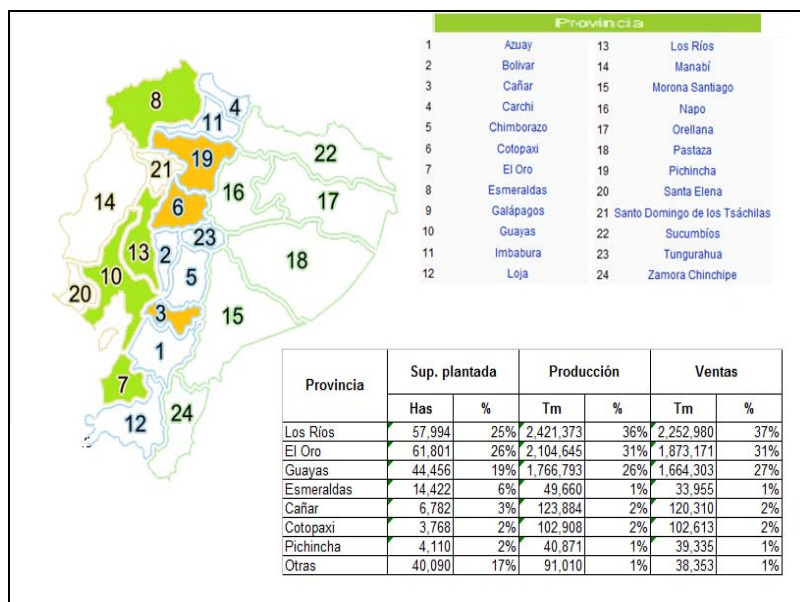 Provincia
1 Azuay 13 Los Ríos
2 Bolivar 14 Manabí
3 Cañar 15 Morona Santiago
4 Carchi 16 Napo
5 Chimborazo 17 Orellana
6 Cotopaxi 18 Pastaza
7 El Oro 19 Pichincha
8 Esmeraldas 20 Santa Elena
9 Galápagos 21 Santo Domingo de los Tsáchilas
10 Guayas 22 Sucumbíos
11 Imbabura 23 Tungurahua
12 Loja 24 Zamora Chinchipe
8
4
11
19
22
21
16
14
6
17
23
13
2
18
10
5
20
3
15
1
7
12
24
Provincia Sup. plantada Producción Ventas
Has % Tm % Tm %
Los Ríos 57,994 25% 2,421,373 36% 2,252,980 37%
El Oro 61,801 26% 2,104,645 31% 1,873,171 31%
Guayas 44,456 19% 1,766,793 26% 1,664,303 27%
Esmeraldas 14,422 6% 49,660 1% 33,955 1%
Cañar 6,782 3% 123,884 2% 120,310 2%
Cotopaxi 3,768 2% 102,908 2% 102,613 2%
Pichincha 4,110 2% 40,871 1% 39,335 1%
Otras 40,090 17% 91,010 1% 38,353 1%